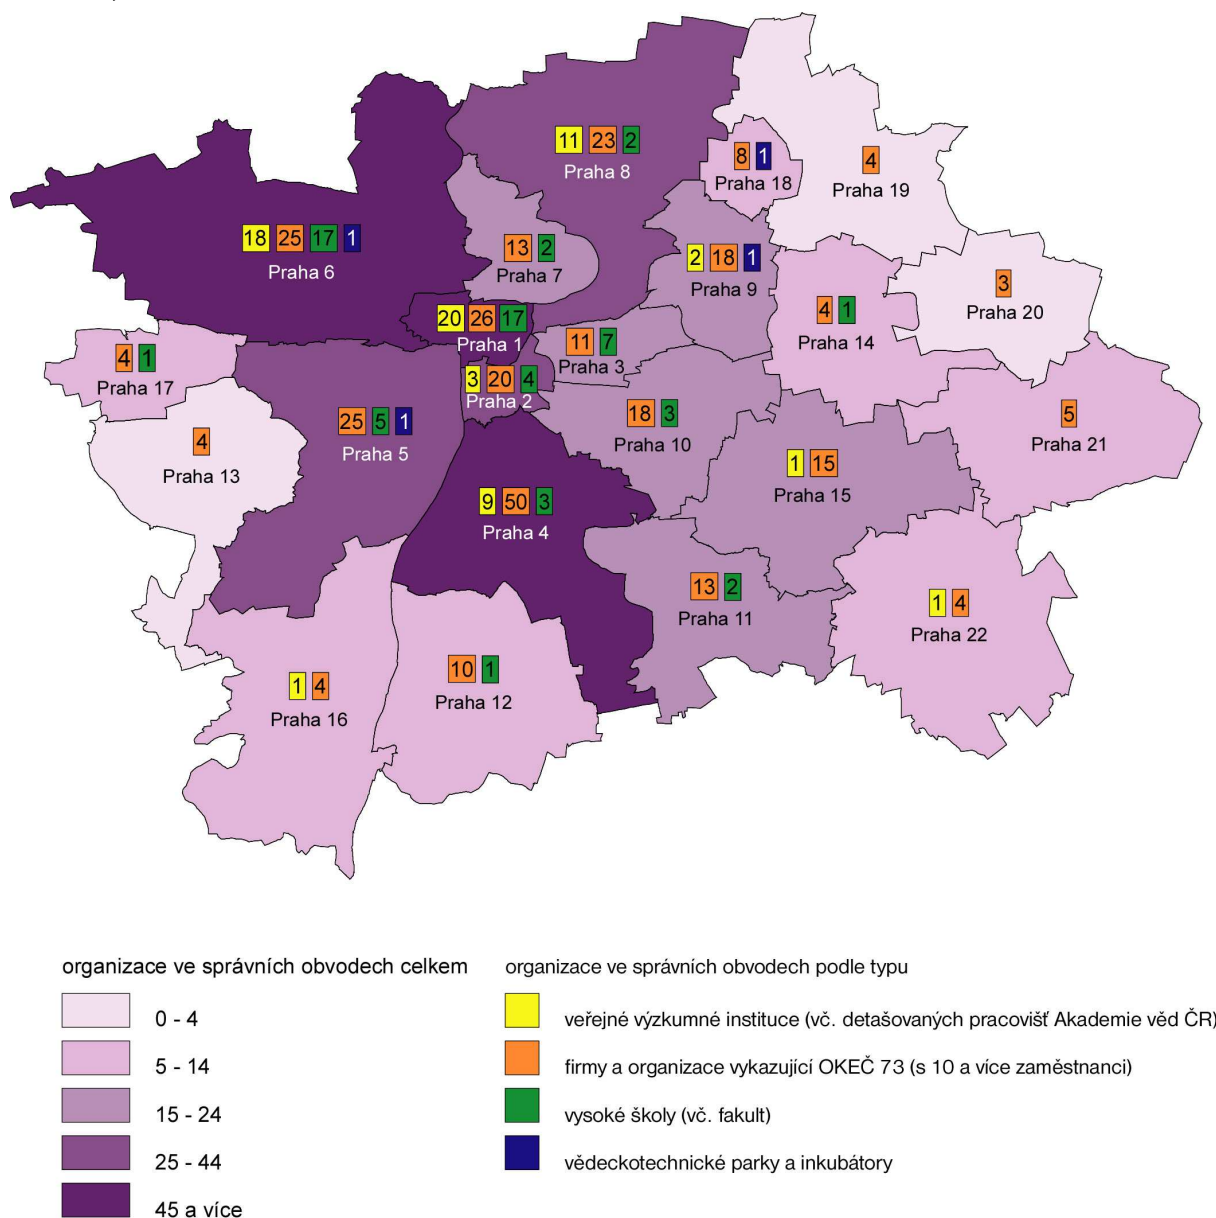 11 23 2
Praha 8
8 1
Praha 18
4
Praha 19
18 25 17 1
Praha 6
13 2
Praha 7
2 18 1
Praha 9
3
Praha 20
20 26 17
Praha 1
4 1
Praha 14
11 7
Praha 3
4 1
Praha 17
3 20 4
Praha 2
25 5 1
Praha 5
18 3
Praha 10
5
Praha 21
4
Praha 13
1 15
Praha 15
9 50 3
Praha 4
13 2
Praha 11
1 4
Praha 22
10 1
Praha 12
1 4
Praha 16
organizace ve správních obvodech celkem
0 - 4
5 - 14
15 - 24
25 - 44
45 a více
organizace ve správních obvodech podle typu
veřejné výzkumné instituce (vč. detašovaných pracovišť Akademie věd ČR)
firmy a organizace vykazující OKEČ 73 (s 10 a více zaměstnanci)
vysoké školy (vč. fakult)
vědeckotechnické parky a inkubátory